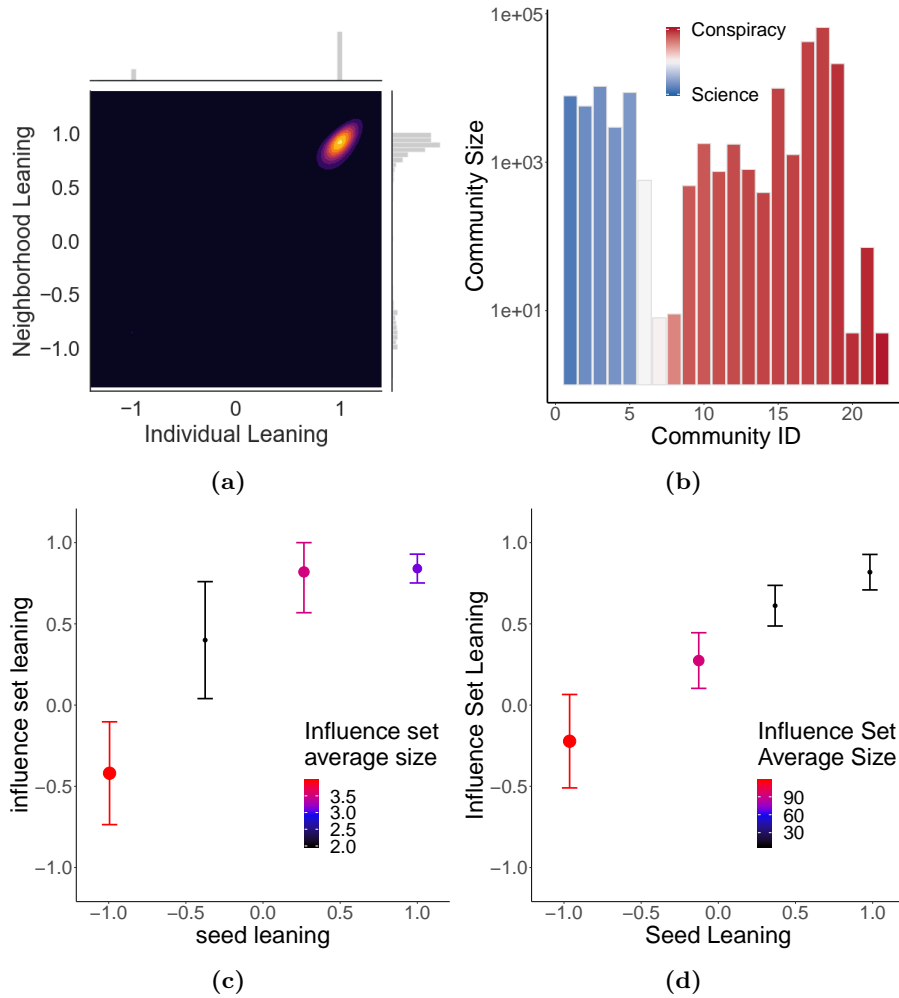 1.0
0.5
0.0
−0.5
−1.0
Neighborhood Leaning
−1
0
1
Individual Leaning
(a)
1e+05
1e+03
1e+01
Community Size
Conspiracy
Science
0
5
10
15
20
Community ID
(b)
1.0
0.5
0.0
−0.5
−1.0
influence set leaning
Influence set
average size
3.5
3.0
2.5
2.0
−1.0
−0.5
0.0
0.5
1.0
seed leaning
(c)
1.0
0.5
0.0
−0.5
−1.0
Influence Set Leaning
Influence Set
Average Size
90
60
30
−1.0
−0.5
0.0
0.5
1.0
Seed Leaning
(d)